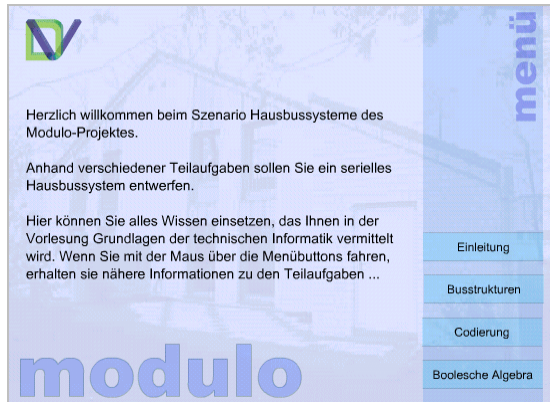 DV
menü
Herzlich willkommen beim Szenario Hausbussysteme des
Modulo-Projektes.
Anhand verschiedener Teilaufgaben sollen Sie ein serielles
Hausbussystem entwerfen.
Hier können Sie alles Wissen einsetzen, das Ihnen in der
Vorlesung Grundlagen der technischen Informatik vermittelt
wird. Wenn Sie mit der Maus über die Menübuttons fahren,
erhalten sie nähere Informationen zu den Teilaufgaben ...
Einleitung
Busstrukturen
Codierung
Boolesche Algebra
modulo